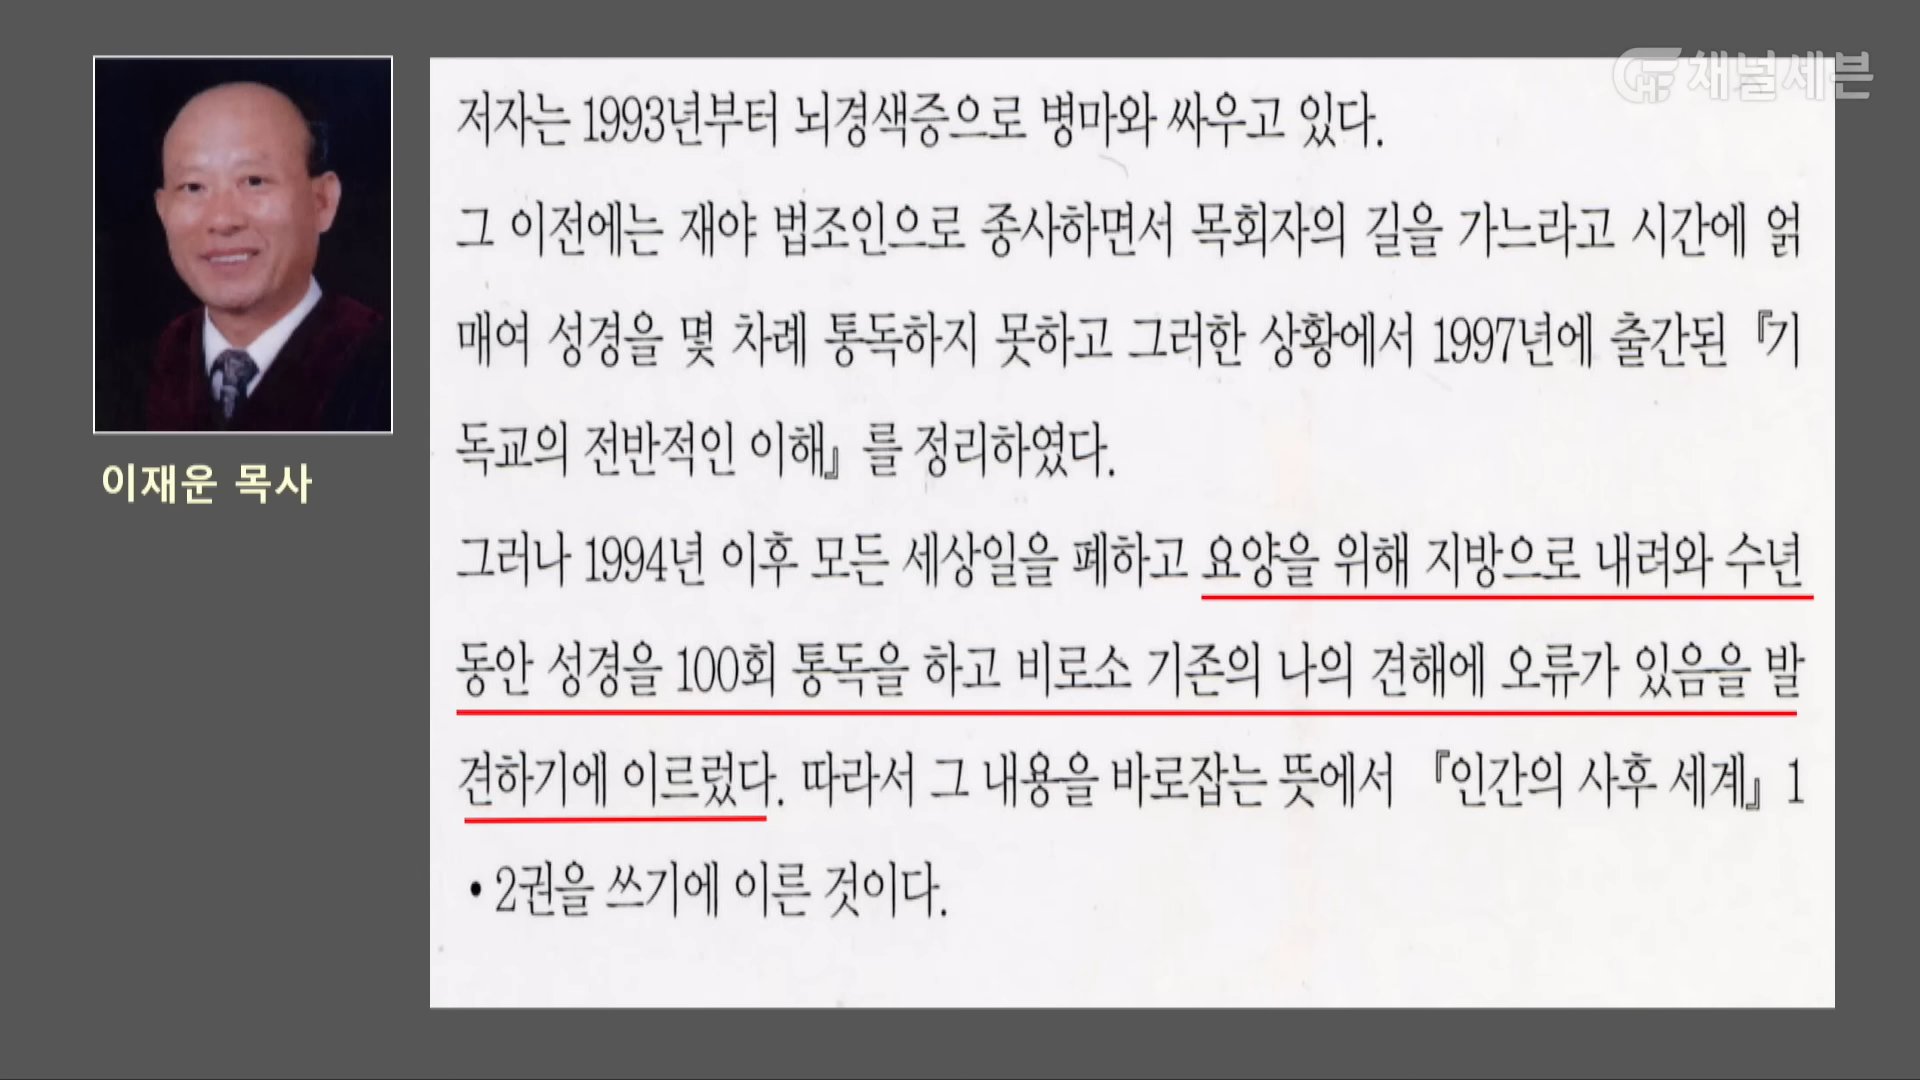 채널세븐
이재운 목사
저자는 1993년부터 뇌경색증으로 병마와 싸우고 있다.
그 이전에는 재야 법조인으로 종사하면서 목회자의 길을 가느라고 시간에 얽
매여 성경을 몇 차례 통독하지 못하고 그러한 상황에서 1997년에 출간된 『기
독교의 전반적인 이해』를 정리하였다.
그러나 1994년 이후 모든 세상일을 폐하고 요양을 위해 지방으로 내려와 수년
동안 성경을 100회 통독을 하고 비로소 기존의 나의 견해에 오류가 있음을 발
견하기에 이르렀다. 따라서 그 내용을 바로잡는 뜻에서 『인간의 사후 세계』 1
• 2권을 쓰기에 이른 것이다.